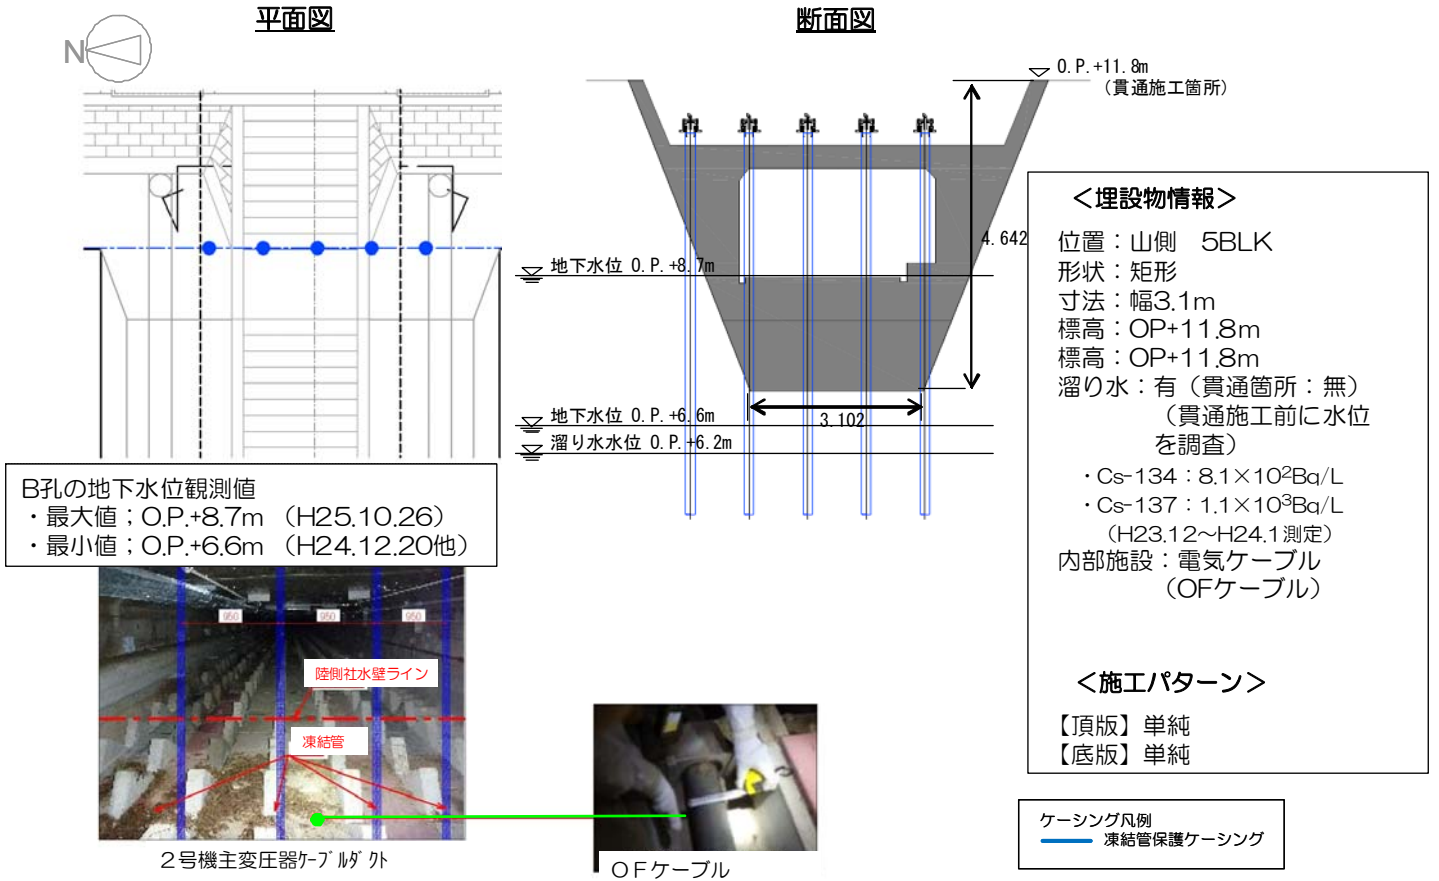 平面図
N
断面図
O.P.+11.8m
（貫通施工箇所）
4.642
地下水位 O.P.+8.7m
3.102
地下水位 O.P.+6.6m
溜り水水位 O.P.+6.2m
B孔の地下水位観測値
・最大値；O.P.+8.7m （H25.10.26）
・最小値；O.P.+6.6m （H24.12.20他）
950 950 950
陸側社水壁ライン
凍結管
２号機主変圧器ｹｰﾌﾞﾙﾀﾞｸﾄ
ＯＦケーブル
＜埋設物情報＞
位置：山側　5BLK
形状：矩形
寸法：幅3.1m
標高：OP+11.8m
標高：OP+11.8m
溜り水：有（貫通箇所：無）
（貫通施工前に水位
を調査）
・Cs-134：8.1×10²Bq/L
・Cs-137：1.1×10³Bq/L
（H23.12～H24.1測定）
内部施設：電気ケーブル
（OFケーブル）
＜施工パターン＞
【頂版】単純
【底版】単純
ケーシング凡例
凍結管保護ケーシング